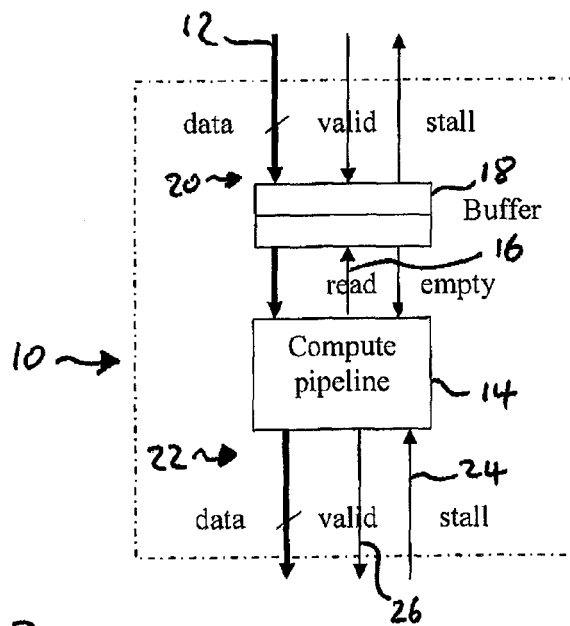 12
data valid stall
20 18
Buffer
16
read empty
10 Compute
pipeline 14
22 24
data valid stall
26